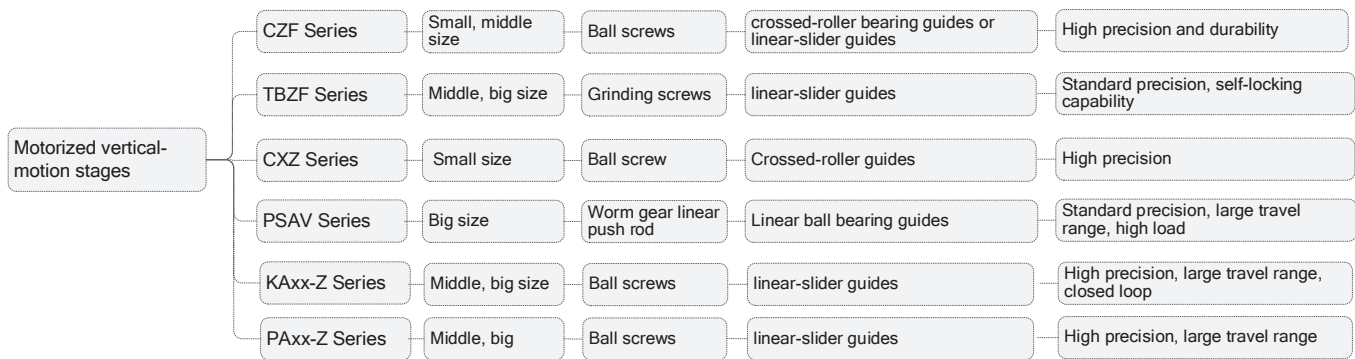 CZF Series
Small, middle
size
Ball screws
crossed-roller bearing guides or
linear-slider guides
High precision and durability
TBZF Series
Middle, big size
Grinding screws
linear-slider guides
Standard precision, self-locking
capability
Motorized vertical-
motion stages
CXZ Series
Small size
Ball screw
Crossed-roller guides
High precision
PSAV Series
Big size
Worm gear linear
push rod
Linear ball bearing guides
Standard precision, large travel
range, high load
KAxx-Z Series
Middle, big size
Ball screws
linear-slider guides
High precision, large travel range,
closed loop
PAxx-Z Series
Middle, big
Ball screws
linear-slider guides
High precision, large travel range